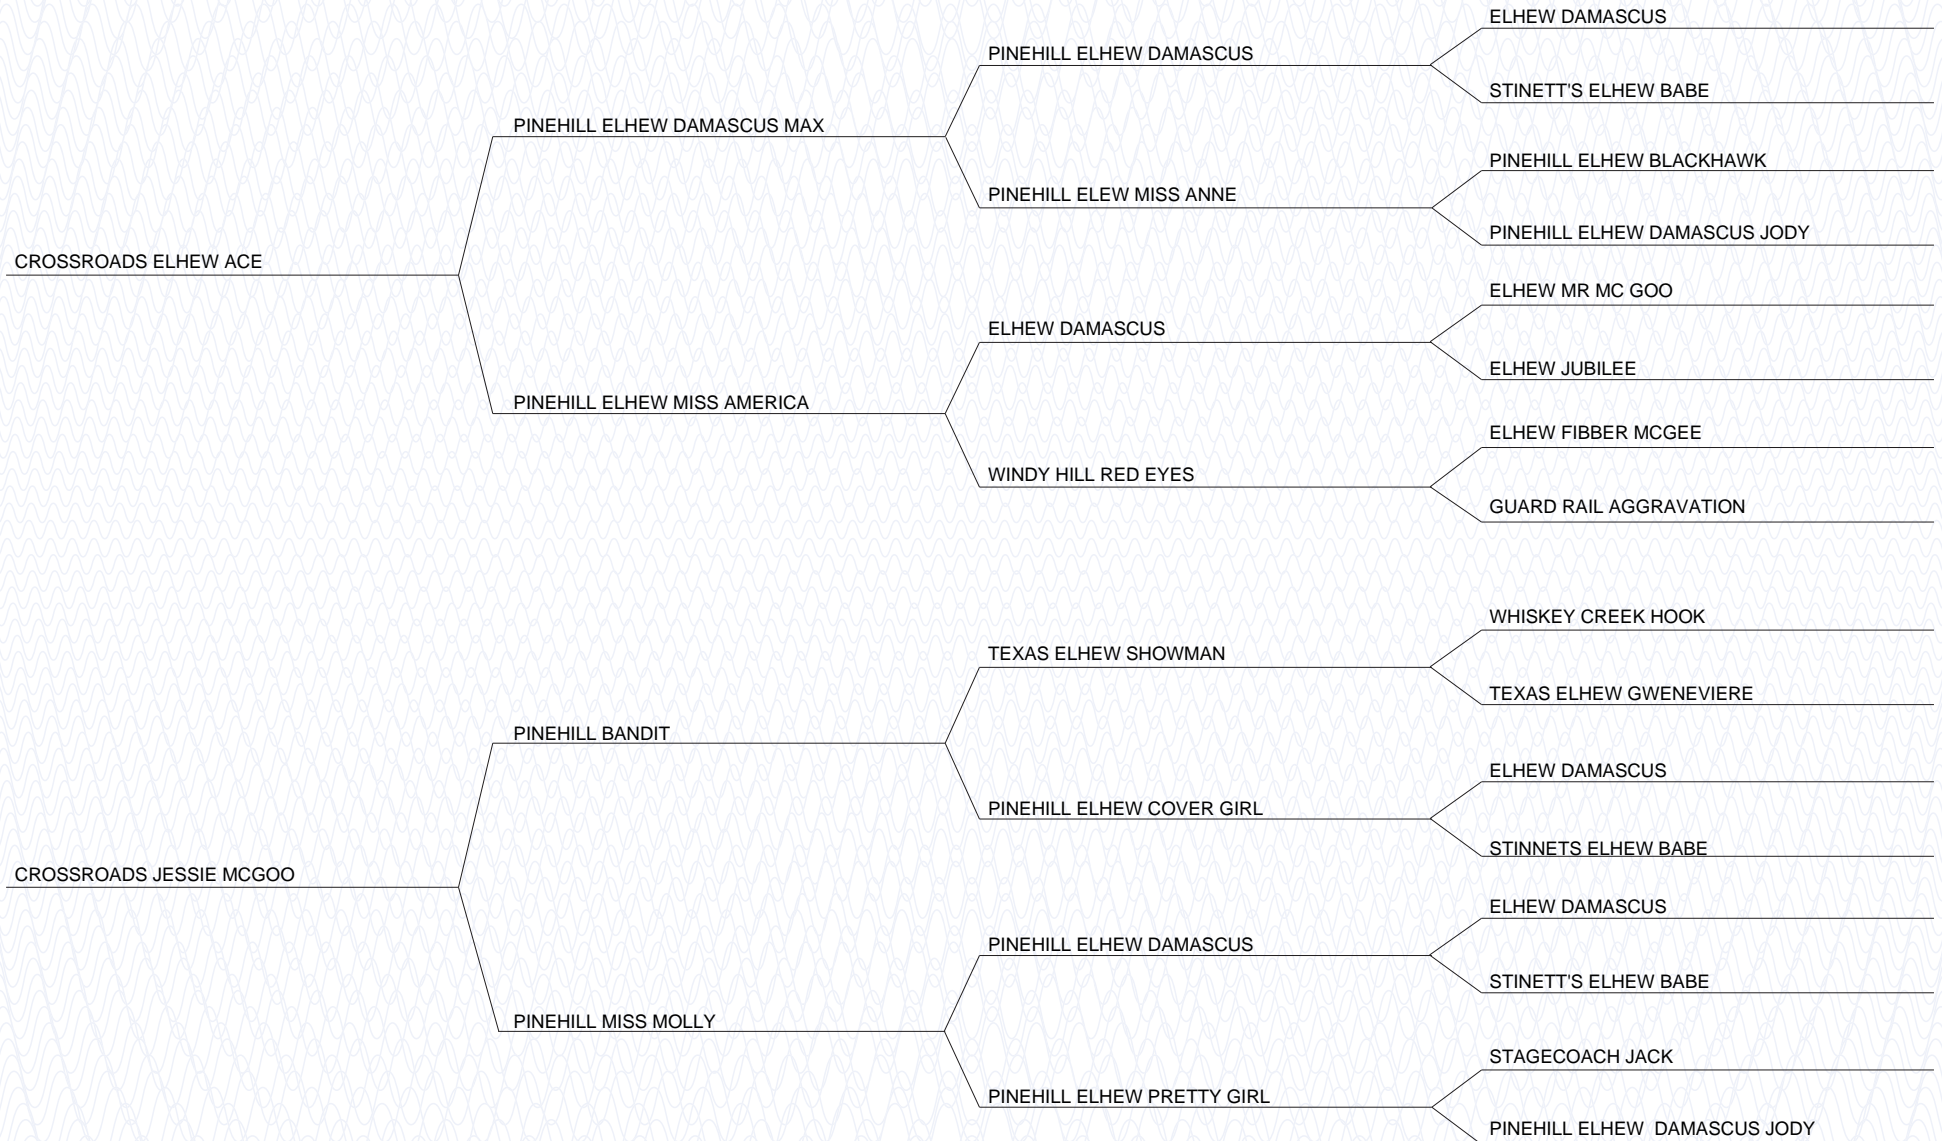 ELHEW DAMASCUS
PINEHILL ELHEW DAMASCUS
STINETT'S ELHEW BABE
PINEHILL ELHEW DAMASCUS MAX
PINEHILL ELHEW BLACKHAWK
PINEHILL ELEW MISS ANNE
PINEHILL ELHEW DAMASCUS JODY
CROSSROADS ELHEW ACE
ELHEW MR MC GOO
ELHEW DAMASCUS
ELHEW JUBILEE
PINEHILL ELHEW MISS AMERICA
ELHEW FIBBER MCGEE
WINDY HILL RED EYES
GUARD RAIL AGGRAVATION
WHISKEY CREEK HOOK
TEXAS ELHEW SHOWMAN
TEXAS ELHEW GWENEVIERE
PINEHILL BANDIT
ELHEW DAMASCUS
PINEHILL ELHEW COVER GIRL
STINNETS ELHEW BABE
CROSSROADS JESSIE MCGOO
ELHEW DAMASCUS
PINEHILL ELHEW DAMASCUS
STINETT'S ELHEW BABE
PINEHILL MISS MOLLY
STAGECOACH JACK
PINEHILL ELHEW PRETTY GIRL
PINEHILL ELHEW  DAMASCUS JODY